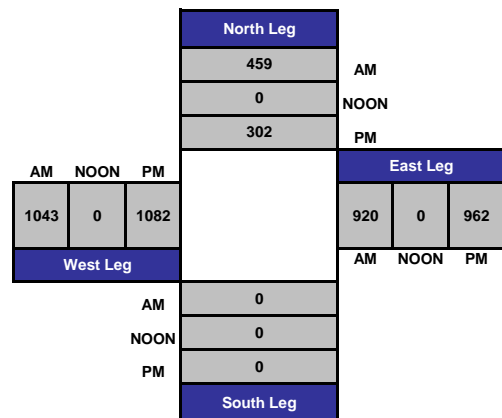 North Leg
459
AM
0
NOON
302
PM
AM NOON PM
East Leg
1043 0 1082
920 0 962
West Leg
AM NOON PM
AM
0
NOON
0
PM
0
South Leg